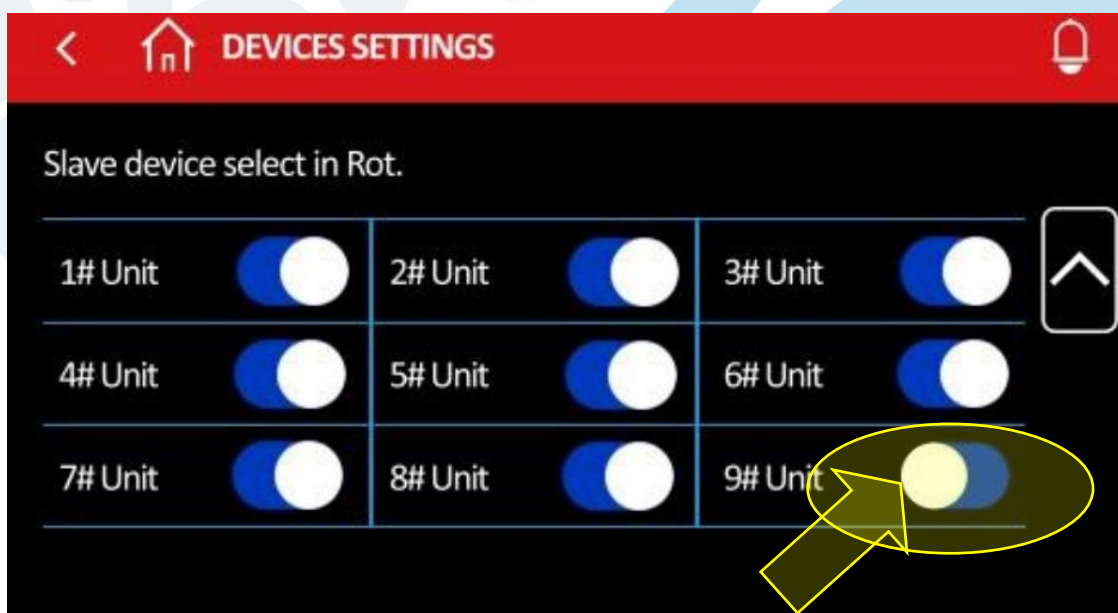 DEVICES SETTINGS
Slave device select in Rot.
1# Unit 2# Unit 3# Unit
4# Unit 5# Unit 6# Unit
7# Unit 8# Unit 9# Unit